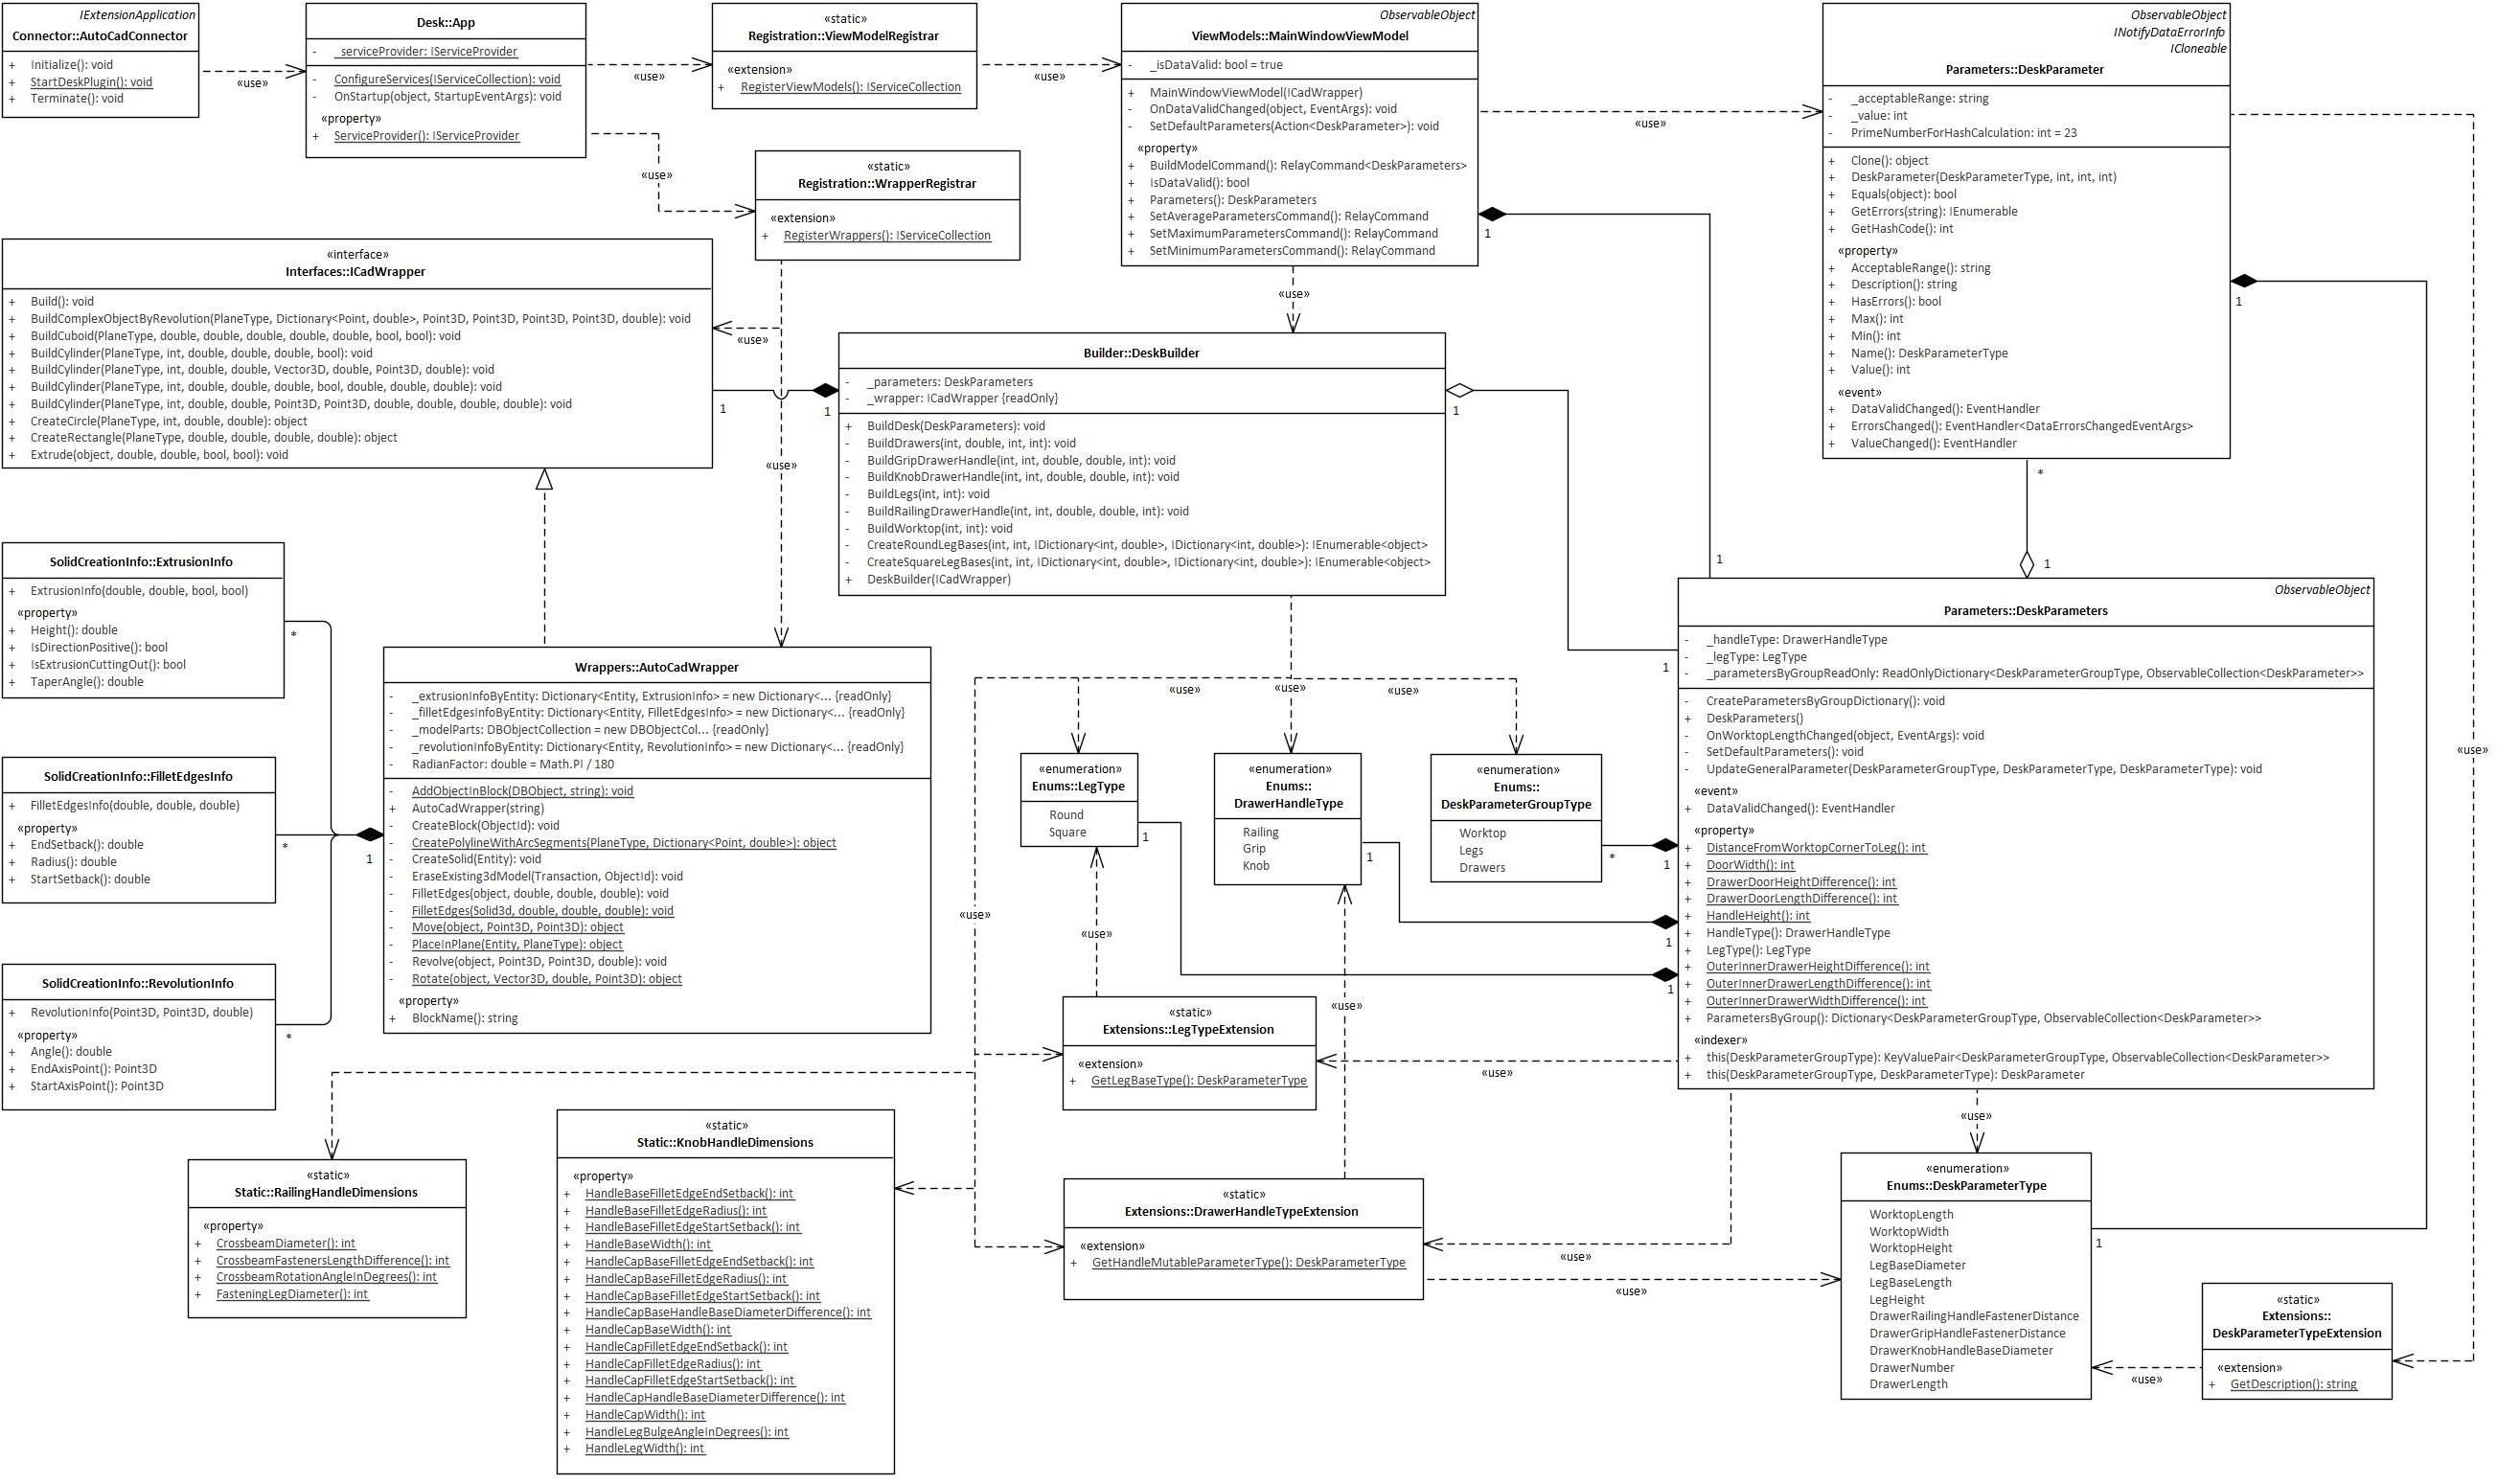 IExtensionApplication
Connector::AutoCadConnector
+ Initialize(): void
+ StartDeskPlugin(): void
+ Terminate(): void
«use»
Desk::App
- _serviceProvider: IServiceProvider
- ConfigureServices(IServiceCollection): void
- OnStartup(object, StartupEventArgs): void
«property»
+ ServiceProvider(): IServiceProvider
«use»
«use»
«static»
Registration::ViewModelRegistrar
«extension»
+ RegisterViewModels(): IServiceCollection
«use»
«static»
Registration::WrapperRegistrar
«extension»
+ RegisterWrappers(): IServiceCollection
«use»
«use»
ObservableObject
ViewModels::MainWindowViewModel
- _isDataValid: bool = true
+ MainWindowViewModel(ICadWrapper)
- OnDataValidChanged(object, EventArgs): void
- SetDefaultParameters(Action<DeskParameter>): void
«property»
+ BuildModelCommand(): RelayCommand<DeskParameters>
+ IsDataValid(): bool
+ Parameters(): DeskParameters
+ SetAverageParametersCommand(): RelayCommand
+ SetMaximumParametersCommand(): RelayCommand
+ SetMinimumParametersCommand(): RelayCommand
«use»
1
1
«use»
ObservableObject
INotifyDataErrorInfo
ICloneable
Parameters::DeskParameter
- _acceptableRange: string
- _value: int
- PrimeNumberForHashCalculation: int = 23
+ Clone(): object
+ DeskParameter(DeskParameterType, int, int, int)
+ Equals(object): bool
+ GetErrors(string): IEnumerable
+ GetHashCode(): int
«property»
+ AcceptableRange(): string
+ Description(): string
+ HasErrors(): bool
+ Max(): int
+ Min(): int
+ Name(): DeskParameterType
+ Value(): int
«event»
+ DataValidChanged(): EventHandler
+ ErrorsChanged(): EventHandler<DataErrorsChangedEventArgs>
+ ValueChanged(): EventHandler
1
*
1
«use»
«interface»
Interfaces::ICadWrapper
+ Build(): void
+ BuildComplexObjectByRevolution(PlaneType, Dictionary<Point, double>, Point3D, Point3D, Point3D, Point3D, double): void
+ BuildCuboid(PlaneType, double, double, double, double, double, bool, bool): void
+ BuildCylinder(PlaneType, int, double, double, double, bool): void
+ BuildCylinder(PlaneType, int, double, double, Vector3D, double, Point3D, double): void
+ BuildCylinder(PlaneType, int, double, double, double, bool, double, double, double): void
+ BuildCylinder(PlaneType, int, double, double, Point3D, Point3D, double, double, double, double): void
+ CreateCircle(PlaneType, int, double, double): object
+ CreateRectangle(PlaneType, double, double, double, double): object
+ Extrude(object, double, double, bool, bool): void
1
1
Builder::DeskBuilder
- _parameters: DeskParameters
- _wrapper: ICadWrapper {readOnly}
+ BuildDesk(DeskParameters): void
- BuildDrawers(int, double, int, int): void
- BuildGripDrawerHandle(int, int, double, double, int): void
- BuildKnobDrawerHandle(int, int, double, double, int): void
- BuildLegs(int, int): void
- BuildRailingDrawerHandle(int, int, double, double, int): void
- BuildWorktop(int, int): void
- CreateRoundLegBases(int, int, IDictionary<int, double>, IDictionary<int, double>): IEnumerable<object>
- CreateSquareLegBases(int, int, IDictionary<int, double>, IDictionary<int, double>): IEnumerable<object>
+ DeskBuilder(ICadWrapper)
1
1
SolidCreationInfo::ExtrusionInfo
+ ExtrusionInfo(double, double, bool, bool)
«property»
+ Height(): double
+ IsDirectionPositive(): bool
+ IsExtrusionCuttingOut(): bool
+ TaperAngle(): double
*
SolidCreationInfo::FilletEdgesInfo
+ FilletEdgesInfo(double, double, double)
«property»
+ EndSetback(): double
+ Radius(): double
+ StartSetback(): double
*
SolidCreationInfo::RevolutionInfo
+ RevolutionInfo(Point3D, Point3D, double)
«property»
+ Angle(): double
+ EndAxisPoint(): Point3D
+ StartAxisPoint(): Point3D
*
1
Wrappers::AutoCadWrapper
- _extrusionInfoByEntity: Dictionary<Entity, ExtrusionInfo> = new Dictionary<... {readOnly}
- _filletEdgesInfoByEntity: Dictionary<Entity, FilletEdgesInfo> = new Dictionary<... {readOnly}
- _modelParts: DBObjectCollection = new DBObjectCol... {readOnly}
- _revolutionInfoByEntity: Dictionary<Entity, RevolutionInfo> = new Dictionary<... {readOnly}
- RadianFactor: double = Math.PI / 180
- AddObjectInBlock(DBObject, string): void
+ AutoCadWrapper(string)
- CreateBlock(ObjectId): void
- CreatePolylineWithArcSegments(PlaneType, Dictionary<Point, double>): object
- CreateSolid(Entity): void
- EraseExisting3dModel(Transaction, ObjectId): void
- FilletEdges(object, double, double, double): void
- FilletEdges(Solid3d, double, double, double): void
- Move(object, Point3D, Point3D): object
- PlaceInPlane(Entity, PlaneType): object
- Revolve(object, Point3D, Point3D, double): void
- Rotate(object, Vector3D, double, Point3D): object
«property»
+ BlockName(): string
«use»
«use»
«use»
«use»
«enumeration»
Enums::LegType
Round
Square
1
«enumeration»
Enums::
DrawerHandleType
Railing
Grip
Knob
1
«enumeration»
Enums::
DeskParameterGroupType
Worktop
Legs
Drawers
*
1
1
1
ObservableObject
Parameters::DeskParameters
- _handleType: DrawerHandleType
- _legType: LegType
- _parametersByGroupReadOnly: ReadOnlyDictionary<DeskParameterGroupType, ObservableCollection<DeskParameter>>
- CreateParametersByGroupDictionary(): void
+ DeskParameters()
- OnWorktopLengthChanged(object, EventArgs): void
- SetDefaultParameters(): void
- UpdateGeneralParameter(DeskParameterGroupType, DeskParameterType, DeskParameterType): void
«event»
+ DataValidChanged(): EventHandler
«property»
+ DistanceFromWorktopCornerToLeg(): int
+ DoorWidth(): int
+ DrawerDoorHeightDifference(): int
+ DrawerDoorLengthDifference(): int
+ HandleHeight(): int
+ HandleType(): DrawerHandleType
+ LegType(): LegType
+ OuterInnerDrawerHeightDifference(): int
+ OuterInnerDrawerLengthDifference(): int
+ OuterInnerDrawerWidthDifference(): int
+ ParametersByGroup(): Dictionary<DeskParameterGroupType, ObservableCollection<DeskParameter>>
«indexer»
+ this(DeskParameterGroupType): KeyValuePair<DeskParameterGroupType, ObservableCollection<DeskParameter>>
+ this(DeskParameterGroupType, DeskParameterType): DeskParameter
«use»
«use»
«use»
«static»
Extensions::LegTypeExtension
«extension»
+ GetLegBaseType(): DeskParameterType
«use»
«use»
«static»
Static::RailingHandleDimensions
«property»
+ CrossbeamDiameter(): int
+ CrossbeamFastenersLengthDifference(): int
+ CrossbeamRotationAngleInDegrees(): int
+ FasteningLegDiameter(): int
«static»
Static::KnobHandleDimensions
«property»
+ HandleBaseFilletEdgeEndSetback(): int
+ HandleBaseFilletEdgeRadius(): int
+ HandleBaseFilletEdgeStartSetback(): int
+ HandleBaseWidth(): int
+ HandleCapBaseFilletEdgeEndSetback(): int
+ HandleCapBaseFilletEdgeRadius(): int
+ HandleCapBaseFilletEdgeStartSetback(): int
+ HandleCapBaseHandleBaseDiameterDifference(): int
+ HandleCapBaseWidth(): int
+ HandleCapFilletEdgeEndSetback(): int
+ HandleCapFilletEdgeRadius(): int
+ HandleCapFilletEdgeStartSetback(): int
+ HandleCapHandleBaseDiameterDifference(): int
+ HandleCapWidth(): int
+ HandleLegBulgeAngleInDegrees(): int
+ HandleLegWidth(): int
«static»
Extensions::DrawerHandleTypeExtension
«extension»
+ GetHandleMutableParameterType(): DeskParameterType
«use»
«use»
«enumeration»
Enums::DeskParameterType
WorktopLength
WorktopWidth
WorktopHeight
LegBaseDiameter
LegBaseLength
LegHeight
DrawerRailingHandleFastenerDistance
DrawerGripHandleFastenerDistance
DrawerKnobHandleBaseDiameter
DrawerNumber
DrawerLength
1
«use»
«static»
Extensions::
DeskParameterTypeExtension
«extension»
+ GetDescription(): string